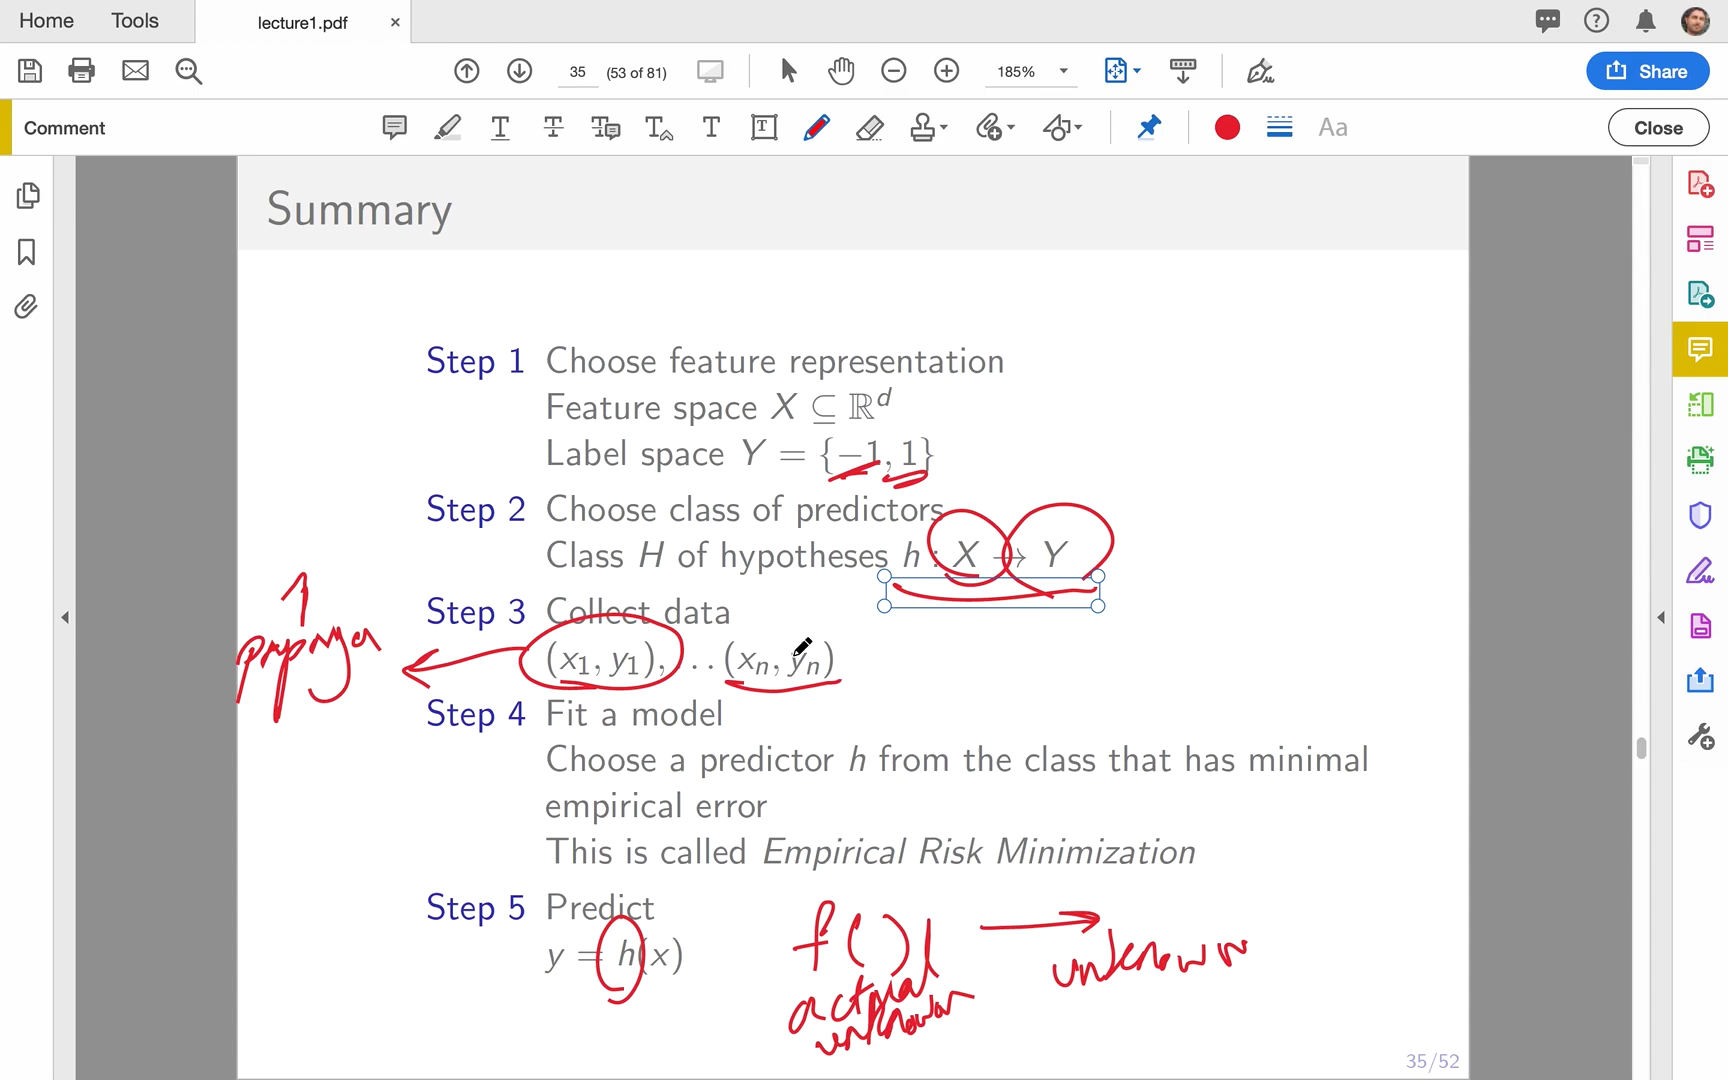 Home Tools lecture1.pdf ×
35 (53 of 81) 185% Share
Comment T T T T T Aa Close
Summary
Step 1 Choose feature representation
Feature space X ⊆ ℝᵈ
Label space Y = {−1, 1}
Step 2 Choose class of predictors
Class H of hypotheses h : X → Y
Step 3 Collect data
(x₁, y₁), . . (xₙ, yₙ)
Step 4 Fit a model
Choose a predictor h from the class that has minimal
empirical error
This is called Empirical Risk Minimization
Step 5 Predict
y = h(x)
f( )
unknown
actual
unknown
35/52